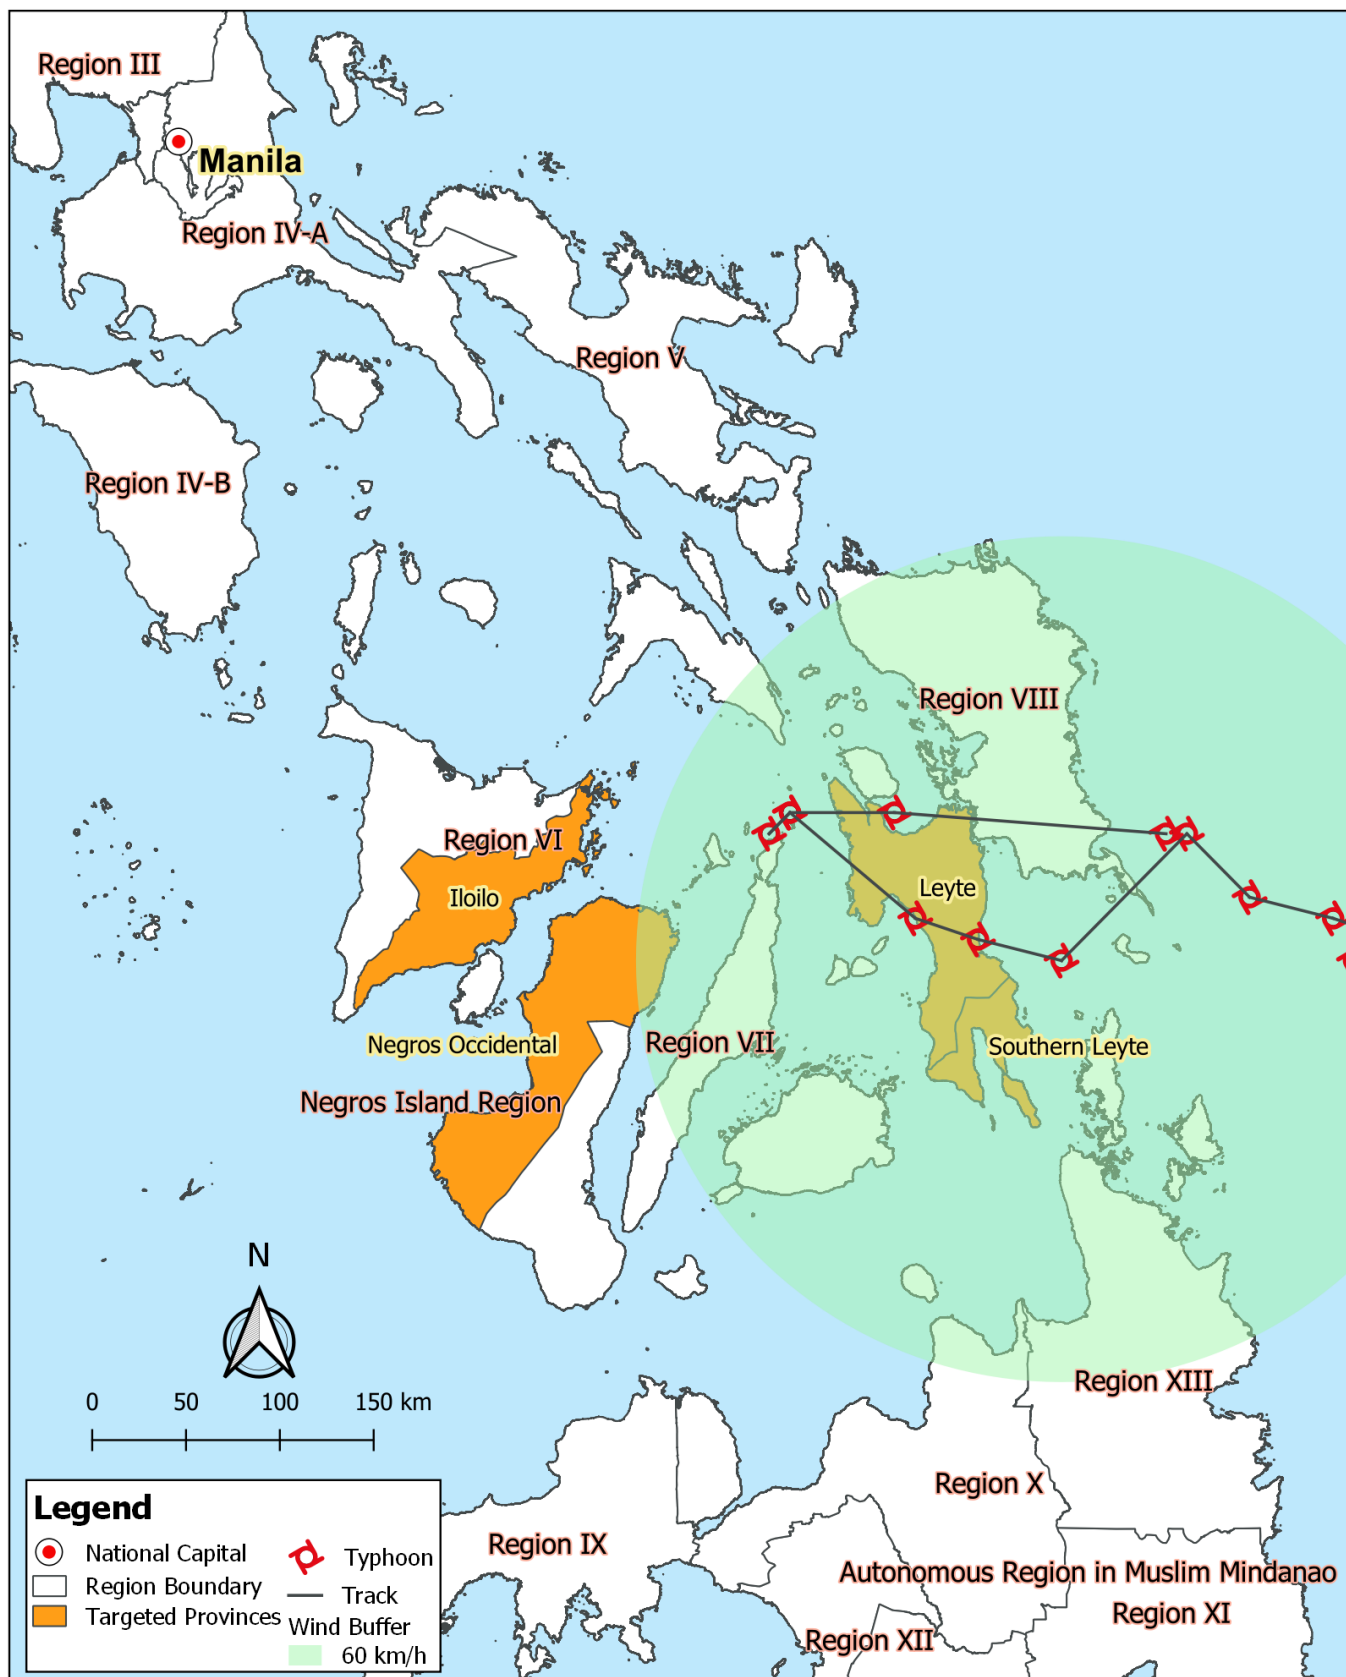 Region III
Manila
Region IV-A
Region V
Region IV-B
Region VIII
Region VI
Leyte
Iloilo
Region VII
Negros Occidental
Southern Leyte
Negros Island Region
N
0 50 100 150 km
Region XIII
Region X
Region IX
Autonomous Region in Muslim Mindanao
Region XI
Region XII
Legend
National Capital
Region Boundary
Targeted Provinces
Typhoon
Track
Wind Buffer
60 km/h